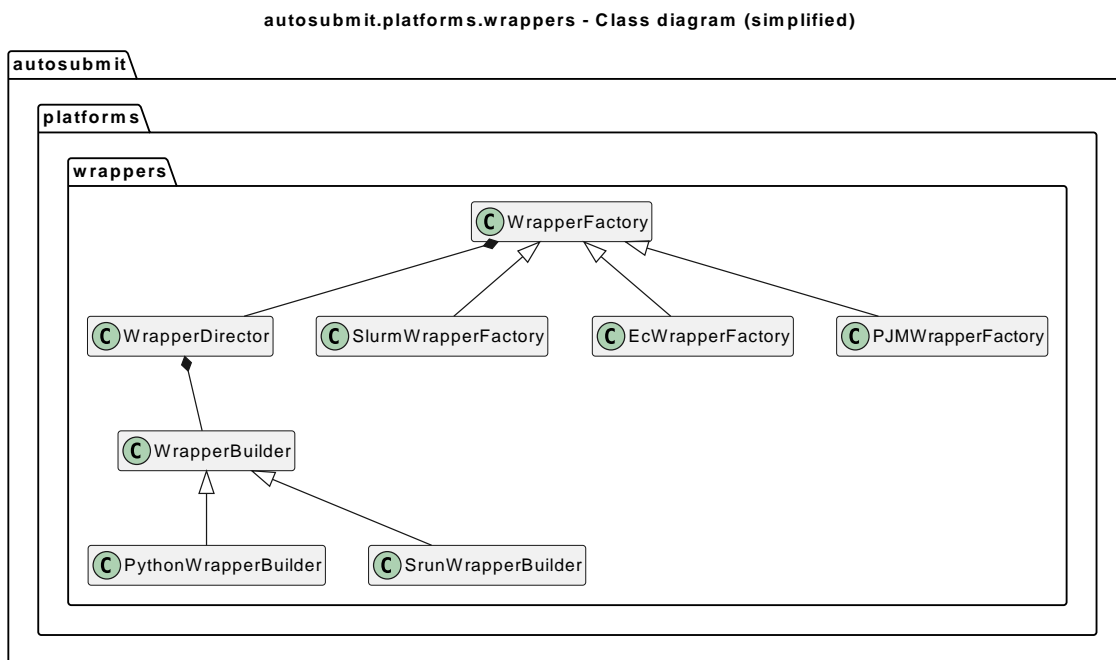 autosubmit.platforms.wrappers - Class diagram (simplified)
autosubmit
platforms
wrappers
C WrapperFactory
C WrapperDirector
C SlurmWrapperFactory
C EcWrapperFactory
C PJMWrapperFactory
C WrapperBuilder
C PythonWrapperBuilder
C SrunWrapperBuilder